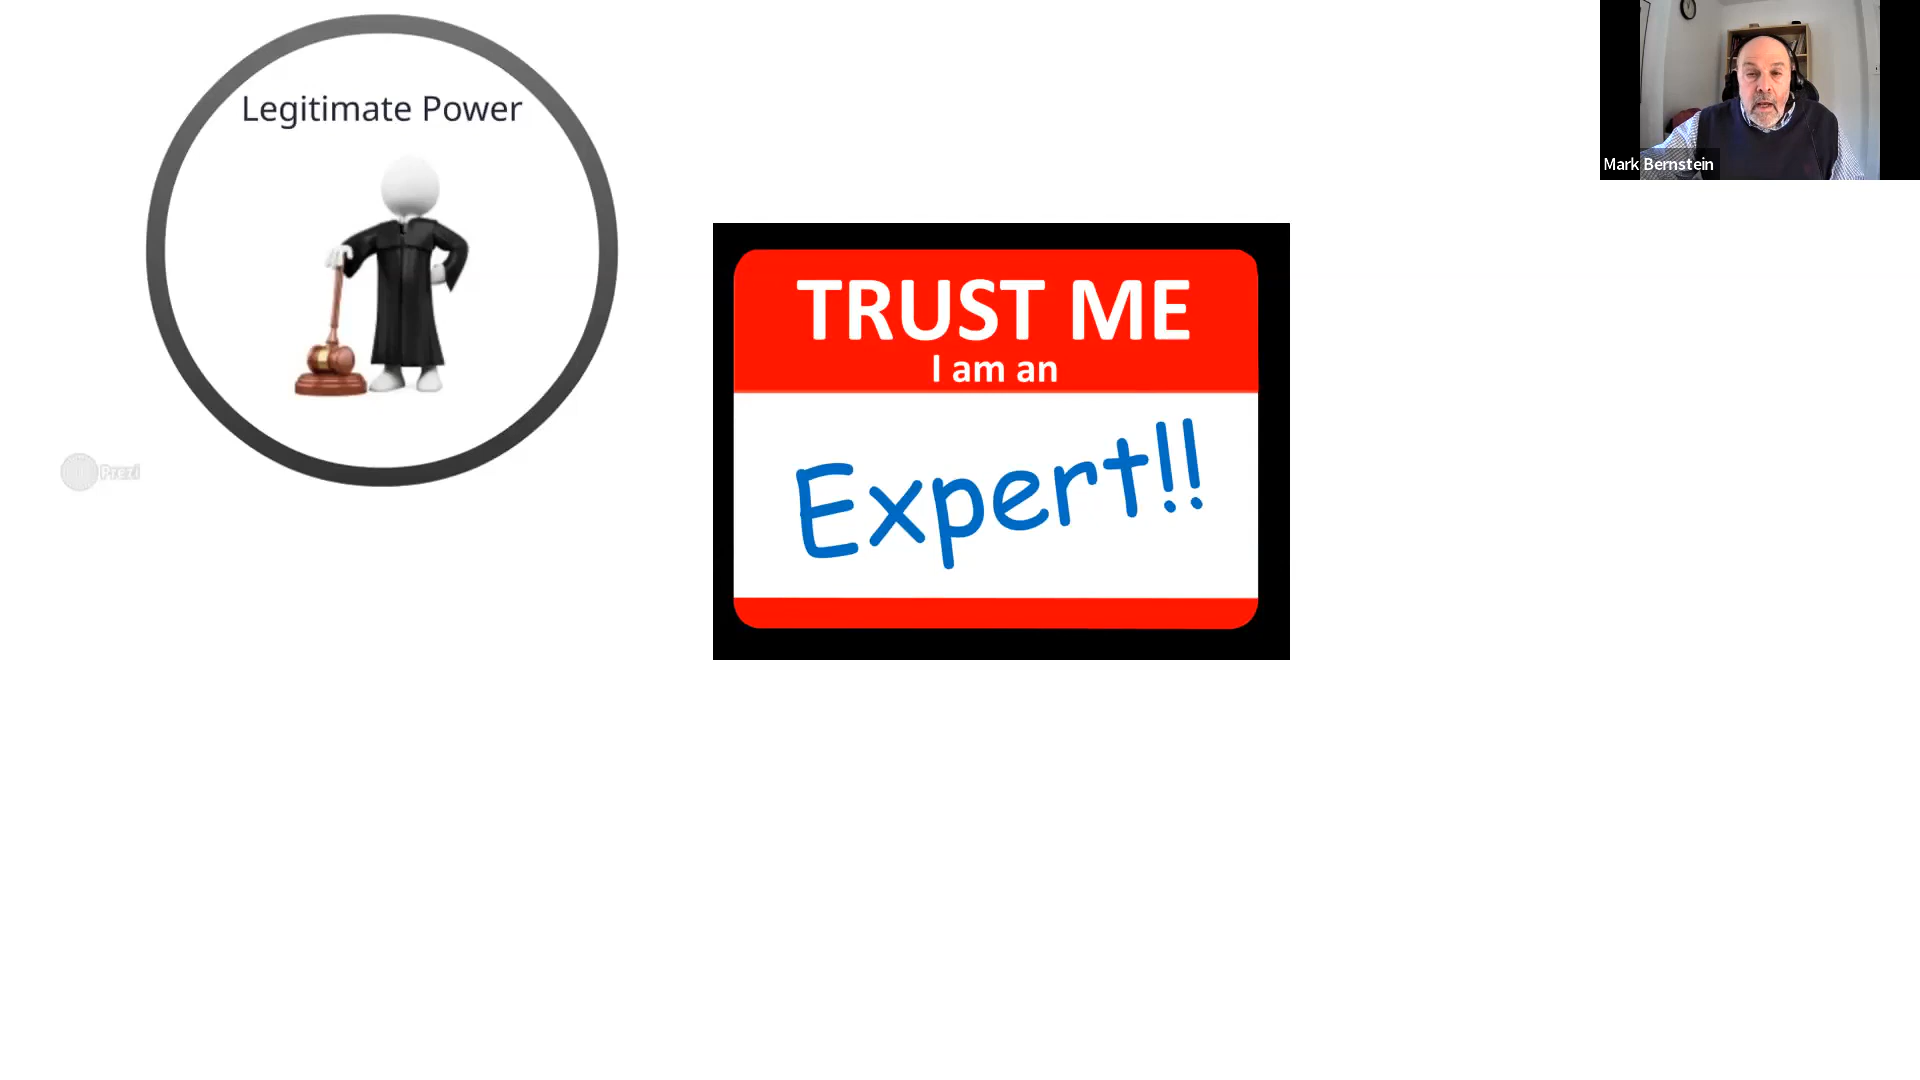 Legitimate Power
Mark Bernstein
TRUST ME
I am an
Expert!!
Prezi